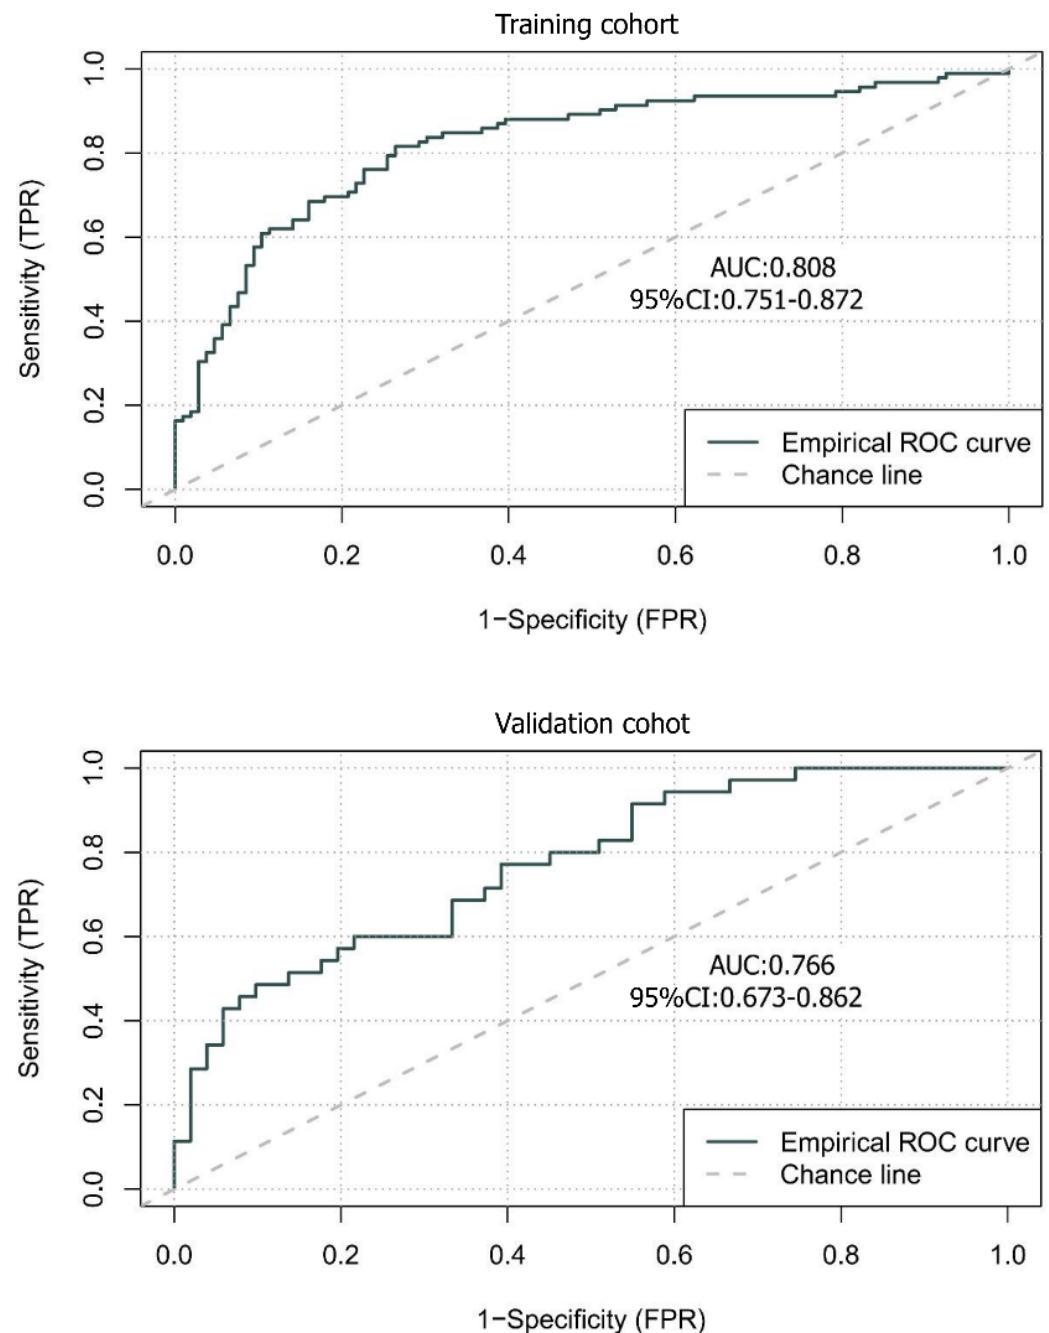 Training cohort
1.0
0.8
0.6
0.4
0.2
0.0
Sensitivity (TPR)
AUC:0.808
95%CI:0.751-0.872
Empirical ROC curve
Chance line
0.0 0.2 0.4 0.6 0.8 1.0
1−Specificity (FPR)
Validation cohot
1.0
0.8
0.6
0.4
0.2
0.0
Sensitivity (TPR)
AUC:0.766
95%CI:0.673-0.862
Empirical ROC curve
Chance line
0.0 0.2 0.4 0.6 0.8 1.0
1−Specificity (FPR)